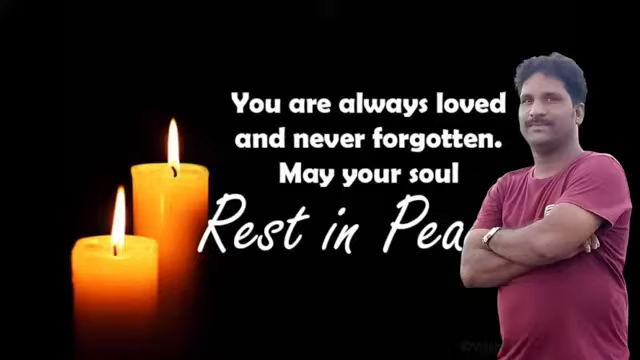 You are always loved
and never forgotten.
May your soul
Rest in Pea